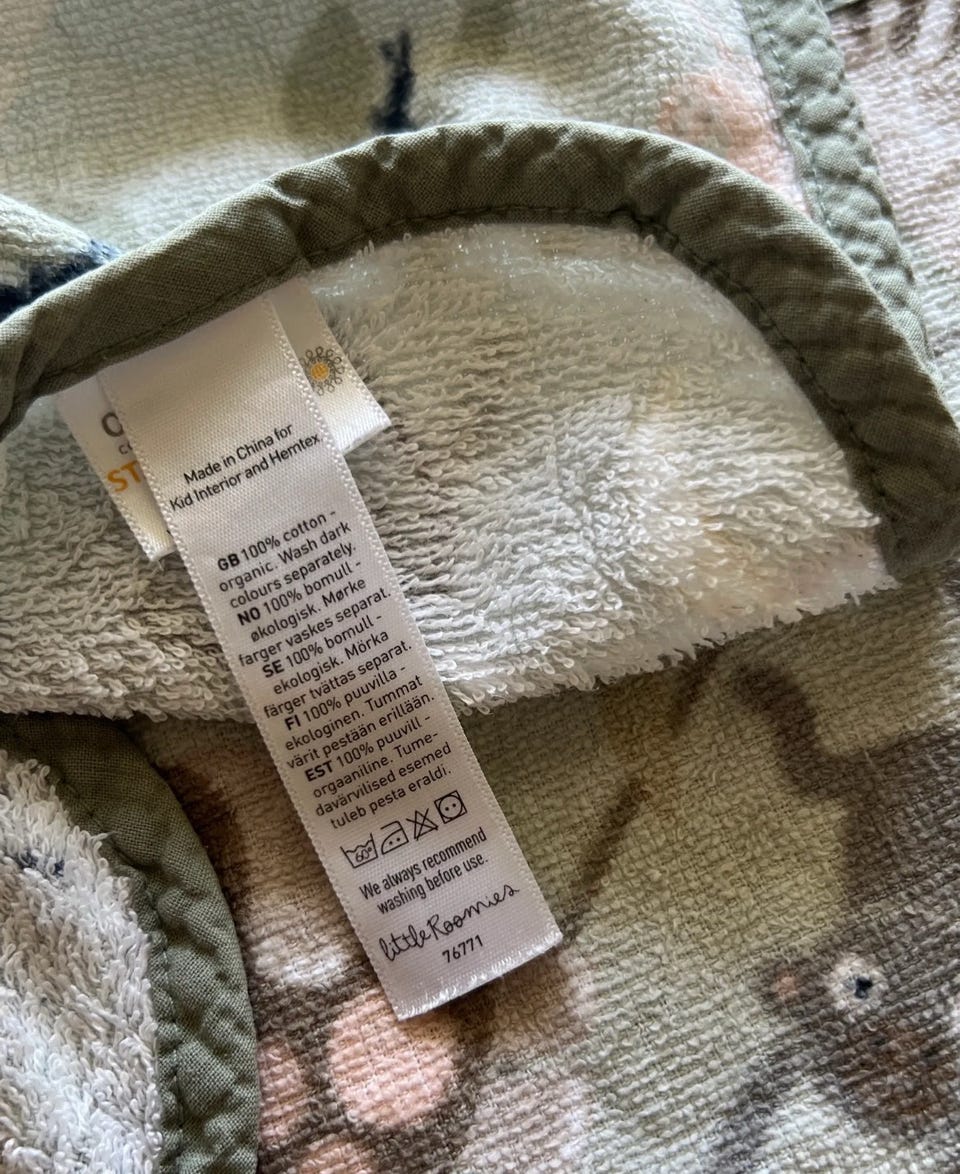 Made in China for
Kid Interior and Hemtex.
GB 100% cotton -
organic. Wash dark
colours separately.
NO 100% bomull -
økologisk. Mørke
farger vaskes separat.
SE 100% bomull -
ekologisk. Mörka
färger tvättas separat.
FI 100% puuvilla -
ekologinen. Tummat
värit pestään erillään.
EST 100% puuvill -
orgaaniline. Tume-
davärvilised esemed
tuleb pesta eraldi.
60°
We always recommend
washing before use.
little Roomies
76771